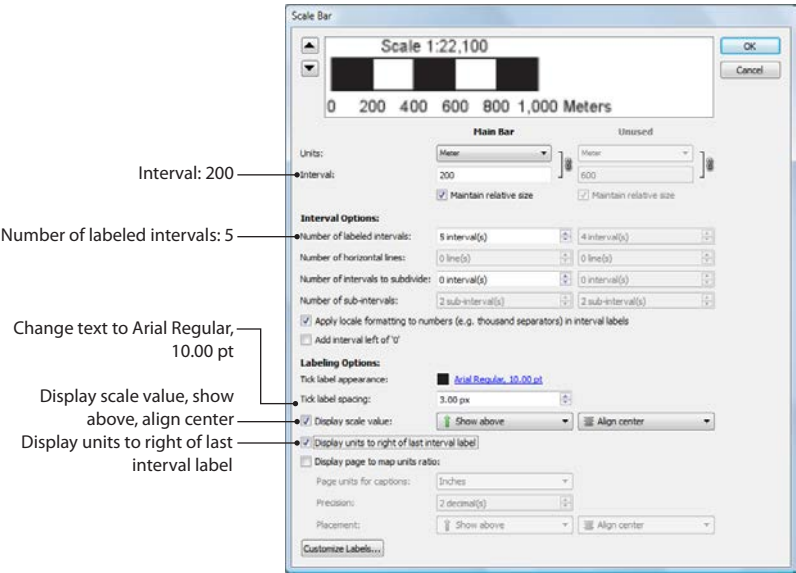 Scale Bar
Scale 1:22,100
0 200 400 600 800 1,000 Meters
OK
Cancel
Main Bar Unused
Units: Meter Meter
Interval: 200 600
Maintain relative size Maintain relative size
Interval Options:
Number of labeled intervals: 5 interval(s) 4 interval(s)
Number of horizontal lines: 0 line(s) 0 line(s)
Number of intervals to subdivide: 0 interval(s) 0 interval(s)
Number of sub-intervals: 2 sub-interval(s) 2 sub-interval(s)
Apply locale formatting to numbers (e.g. thousand separators) in interval labels
Add interval left of '0'
Labeling Options:
Tick label appearance: Arial Regular, 10.00 pt
Tick label spacing: 3.00 px
Display scale value: Show above Align center
Display units to right of last interval label
Display page to map units ratio:
Page units for captions: Inches
Precision: 2 decimal(s)
Placement: Show above Align center
Customize Labels...
Interval: 200
Number of labeled intervals: 5
Change text to Arial Regular,
10.00 pt
Display scale value, show
above, align center
Display units to right of last
interval label